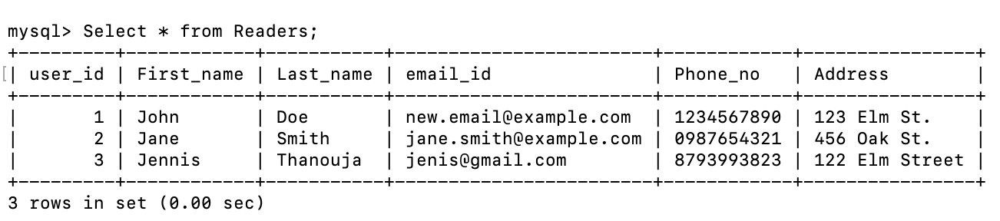 mysql> Select * from Readers;
+---------+------------+-----------+------------------------+------------+----------------+
| user_id | First_name | Last_name | email_id               | Phone_no   | Address        |
+---------+------------+-----------+------------------------+------------+----------------+
|       1 | John       | Doe       | new.email@example.com  | 1234567890 | 123 Elm St.    |
|       2 | Jane       | Smith     | jane.smith@example.com | 0987654321 | 456 Oak St.    |
|       3 | Jennis     | Thanouja  | jenis@gmail.com        | 8793993823 | 122 Elm Street |
+---------+------------+-----------+------------------------+------------+----------------+
3 rows in set (0.00 sec)